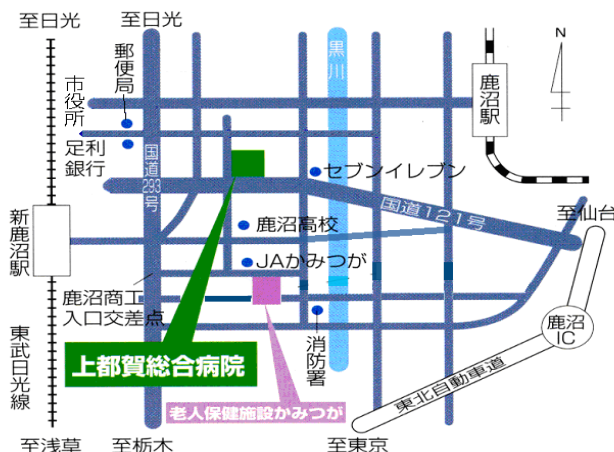 至日光
至日光
N
郵便局
市役所
黒川
鹿沼駅
足利
銀行
国道
293
号
セブンイレブン
国道121号
至仙台
新鹿沼駅
鹿沼高校
JAかみつが
鹿沼商工
入口交差点
鹿沼
IC
東武日光線
上都賀総合病院
消防署
東北自動車道
老人保健施設かみつが
至浅草
至栃木
至東京